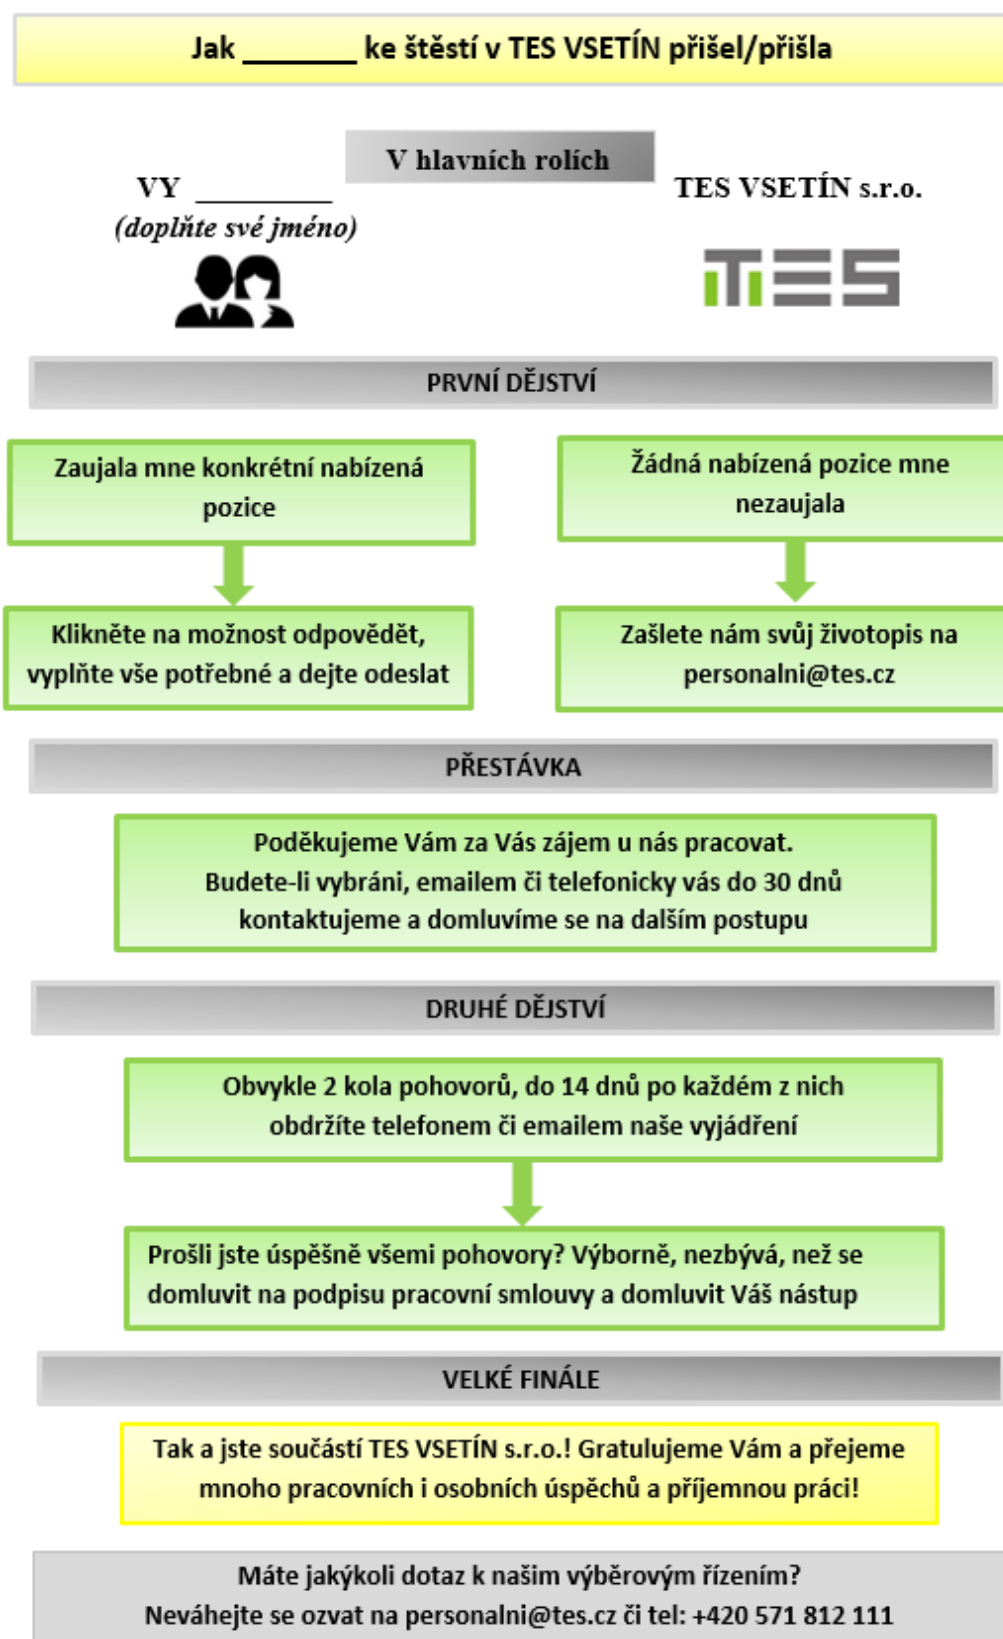 Jak _______ ke štěstí v TES VSETÍN přišel/přišla
V hlavních rolích
VY _________
(doplňte své jméno)
TES VSETÍN s.r.o.
TES
PRVNÍ DĚJSTVÍ
Zaujala mne konkrétní nabízená
pozice
Klikněte na možnost odpovědět,
vyplňte vše potřebné a dejte odeslat
Žádná nabízená pozice mne
nezaujala
Zašlete nám svůj životopis na
personalni@tes.cz
PŘESTÁVKA
Poděkujeme Vám za Vás zájem u nás pracovat.
Budete-li vybráni, emailem či telefonicky vás do 30 dnů
kontaktujeme a domluvíme se na dalším postupu
DRUHÉ DĚJSTVÍ
Obvykle 2 kola pohovorů, do 14 dnů po každém z nich
obdržíte telefonem či emailem naše vyjádření
Prošli jste úspěšně všemi pohovory? Výborně, nezbývá, než se
domluvit na podpisu pracovní smlouvy a domluvit Váš nástup
VELKÉ FINÁLE
Tak a jste součástí TES VSETÍN s.r.o.! Gratulujeme Vám a přejeme
mnoho pracovních i osobních úspěchů a příjemnou práci!
Máte jakýkoli dotaz k našim výběrovým řízením?
Neváhejte se ozvat na personalni@tes.cz či tel: +420 571 812 111